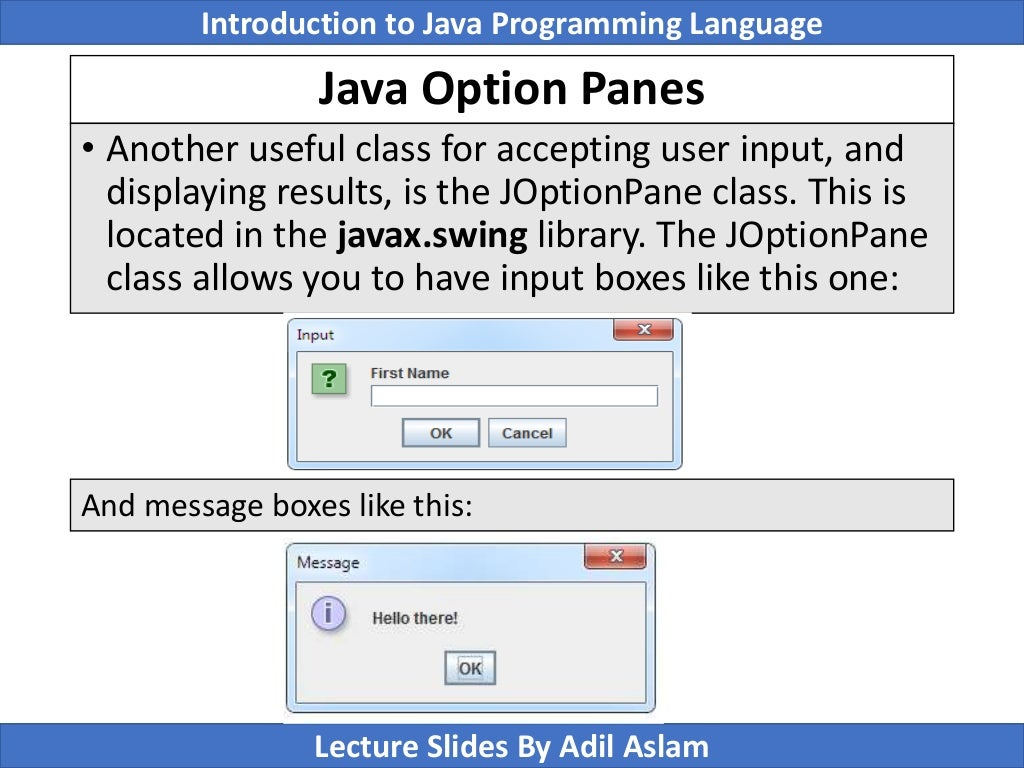 Introduction to Java Programming Language
Java Option Panes
• Another useful class for accepting user input, and
displaying results, is the JOptionPane class. This is
located in the javax.swing library. The JOptionPane
class allows you to have input boxes like this one:
Input
X
?
First Name
OK Cancel
And message boxes like this:
Message
X
i
Hello there!
OK
Lecture Slides By Adil Aslam